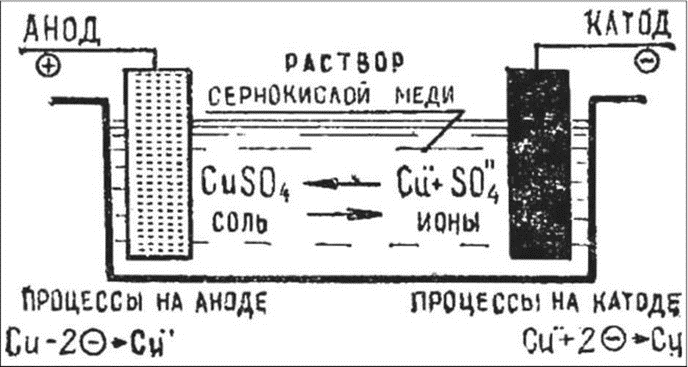 АНОД
КАТОД
+
−
РАСТВОР
СЕРНОКИСЛОЙ МЕДИ
CuSO₄ ⇄ Cu¨ + SO₄"
СОЛЬ
ИОНЫ
ПРОЦЕССЫ НА АНОДЕ
ПРОЦЕССЫ НА КАТОДЕ
Cu − 2⊖ → Cu¨
Cu¨ + 2⊖ → Cu